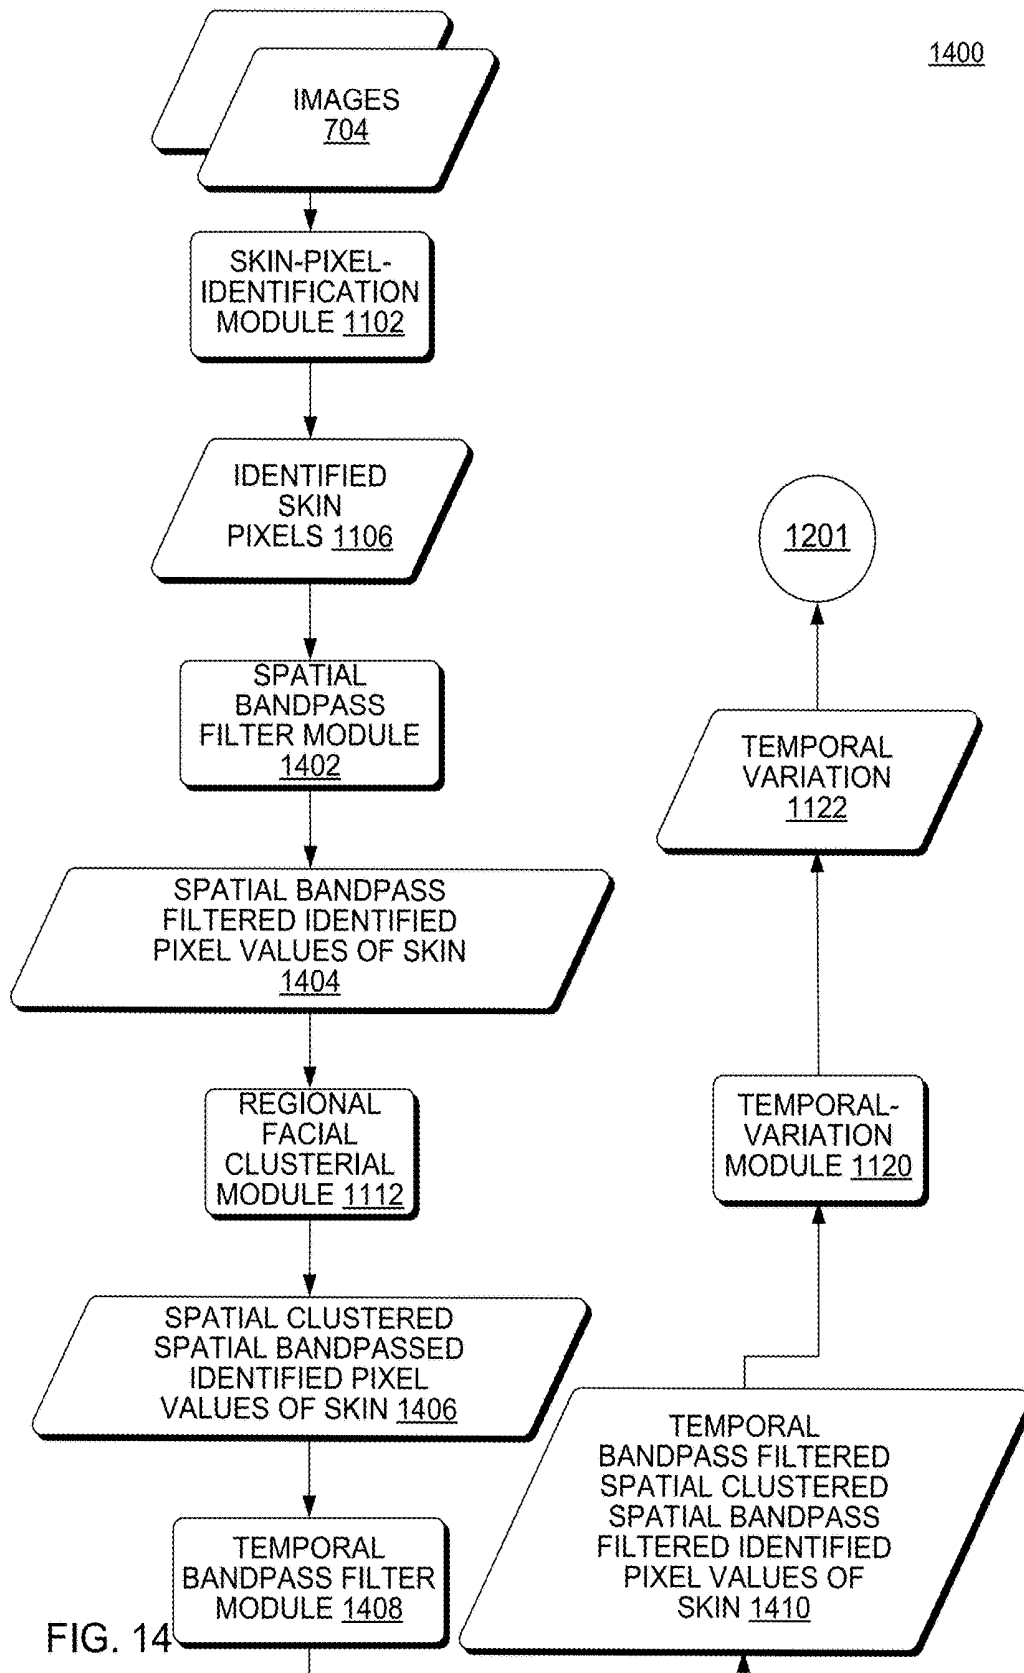 1400
IMAGES
704
SKIN-PIXEL-
IDENTIFICATION
MODULE 1102
IDENTIFIED
SKIN
PIXELS 1106
SPATIAL
BANDPASS
FILTER MODULE
1402
SPATIAL BANDPASS
FILTERED IDENTIFIED
PIXEL VALUES OF SKIN
1404
REGIONAL
FACIAL
CLUSTERIAL
MODULE 1112
SPATIAL CLUSTERED
SPATIAL BANDPASSED
IDENTIFIED PIXEL
VALUES OF SKIN 1406
TEMPORAL
BANDPASS FILTER
MODULE 1408
TEMPORAL
BANDPASS FILTERED
SPATIAL CLUSTERED
SPATIAL BANDPASS
FILTERED IDENTIFIED
PIXEL VALUES OF
SKIN 1410
TEMPORAL-
VARIATION
MODULE 1120
TEMPORAL
VARIATION
1122
1201
FIG. 14